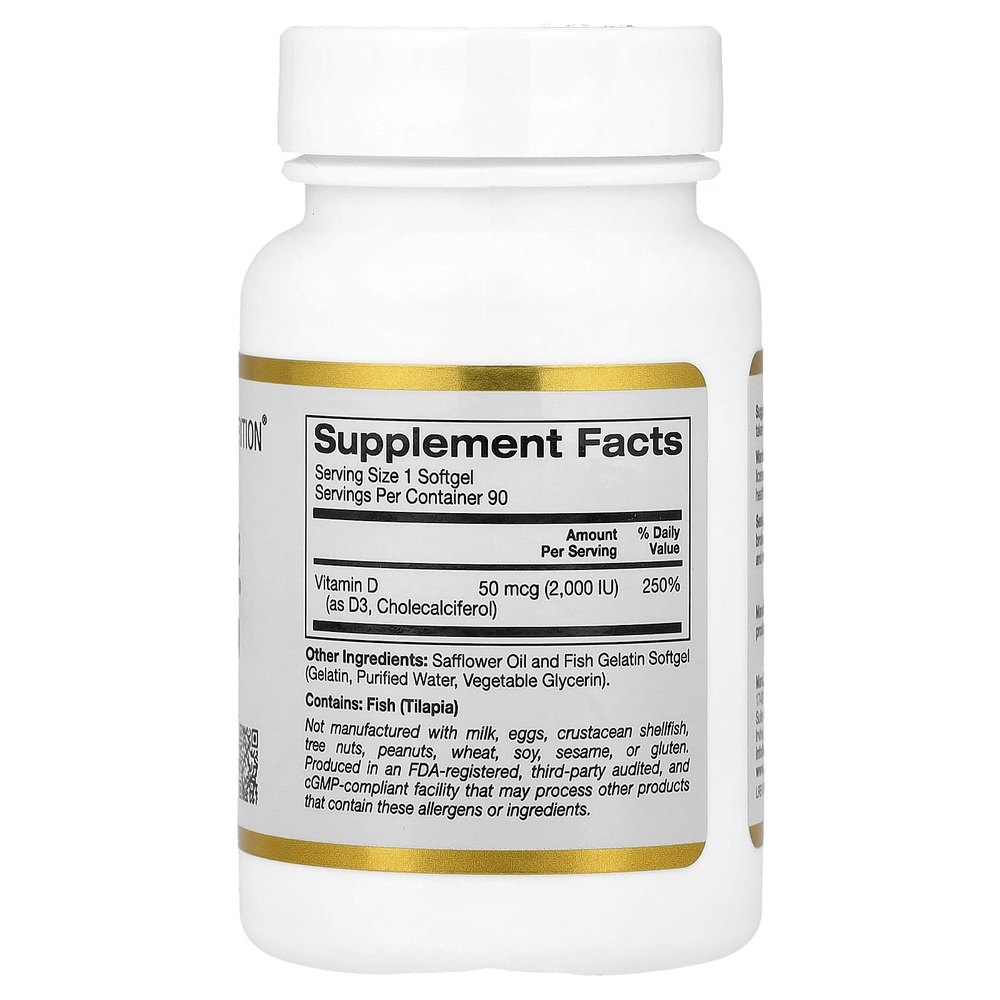 Supplement Facts
Serving Size 1 Softgel
Servings Per Container 90
Amount Per Serving
% Daily Value
Vitamin D 50 mcg (2,000 IU) 250%
(as D3, Cholecalciferol)
Other Ingredients: Safflower Oil and Fish Gelatin Softgel
(Gelatin, Purified Water, Vegetable Glycerin).
Contains: Fish (Tilapia)
Not manufactured with milk, eggs, crustacean shellfish,
tree nuts, peanuts, wheat, soy, sesame, or gluten.
Produced in an FDA-registered, third-party audited, and
cGMP-compliant facility that may process other products
that contain these allergens or ingredients.